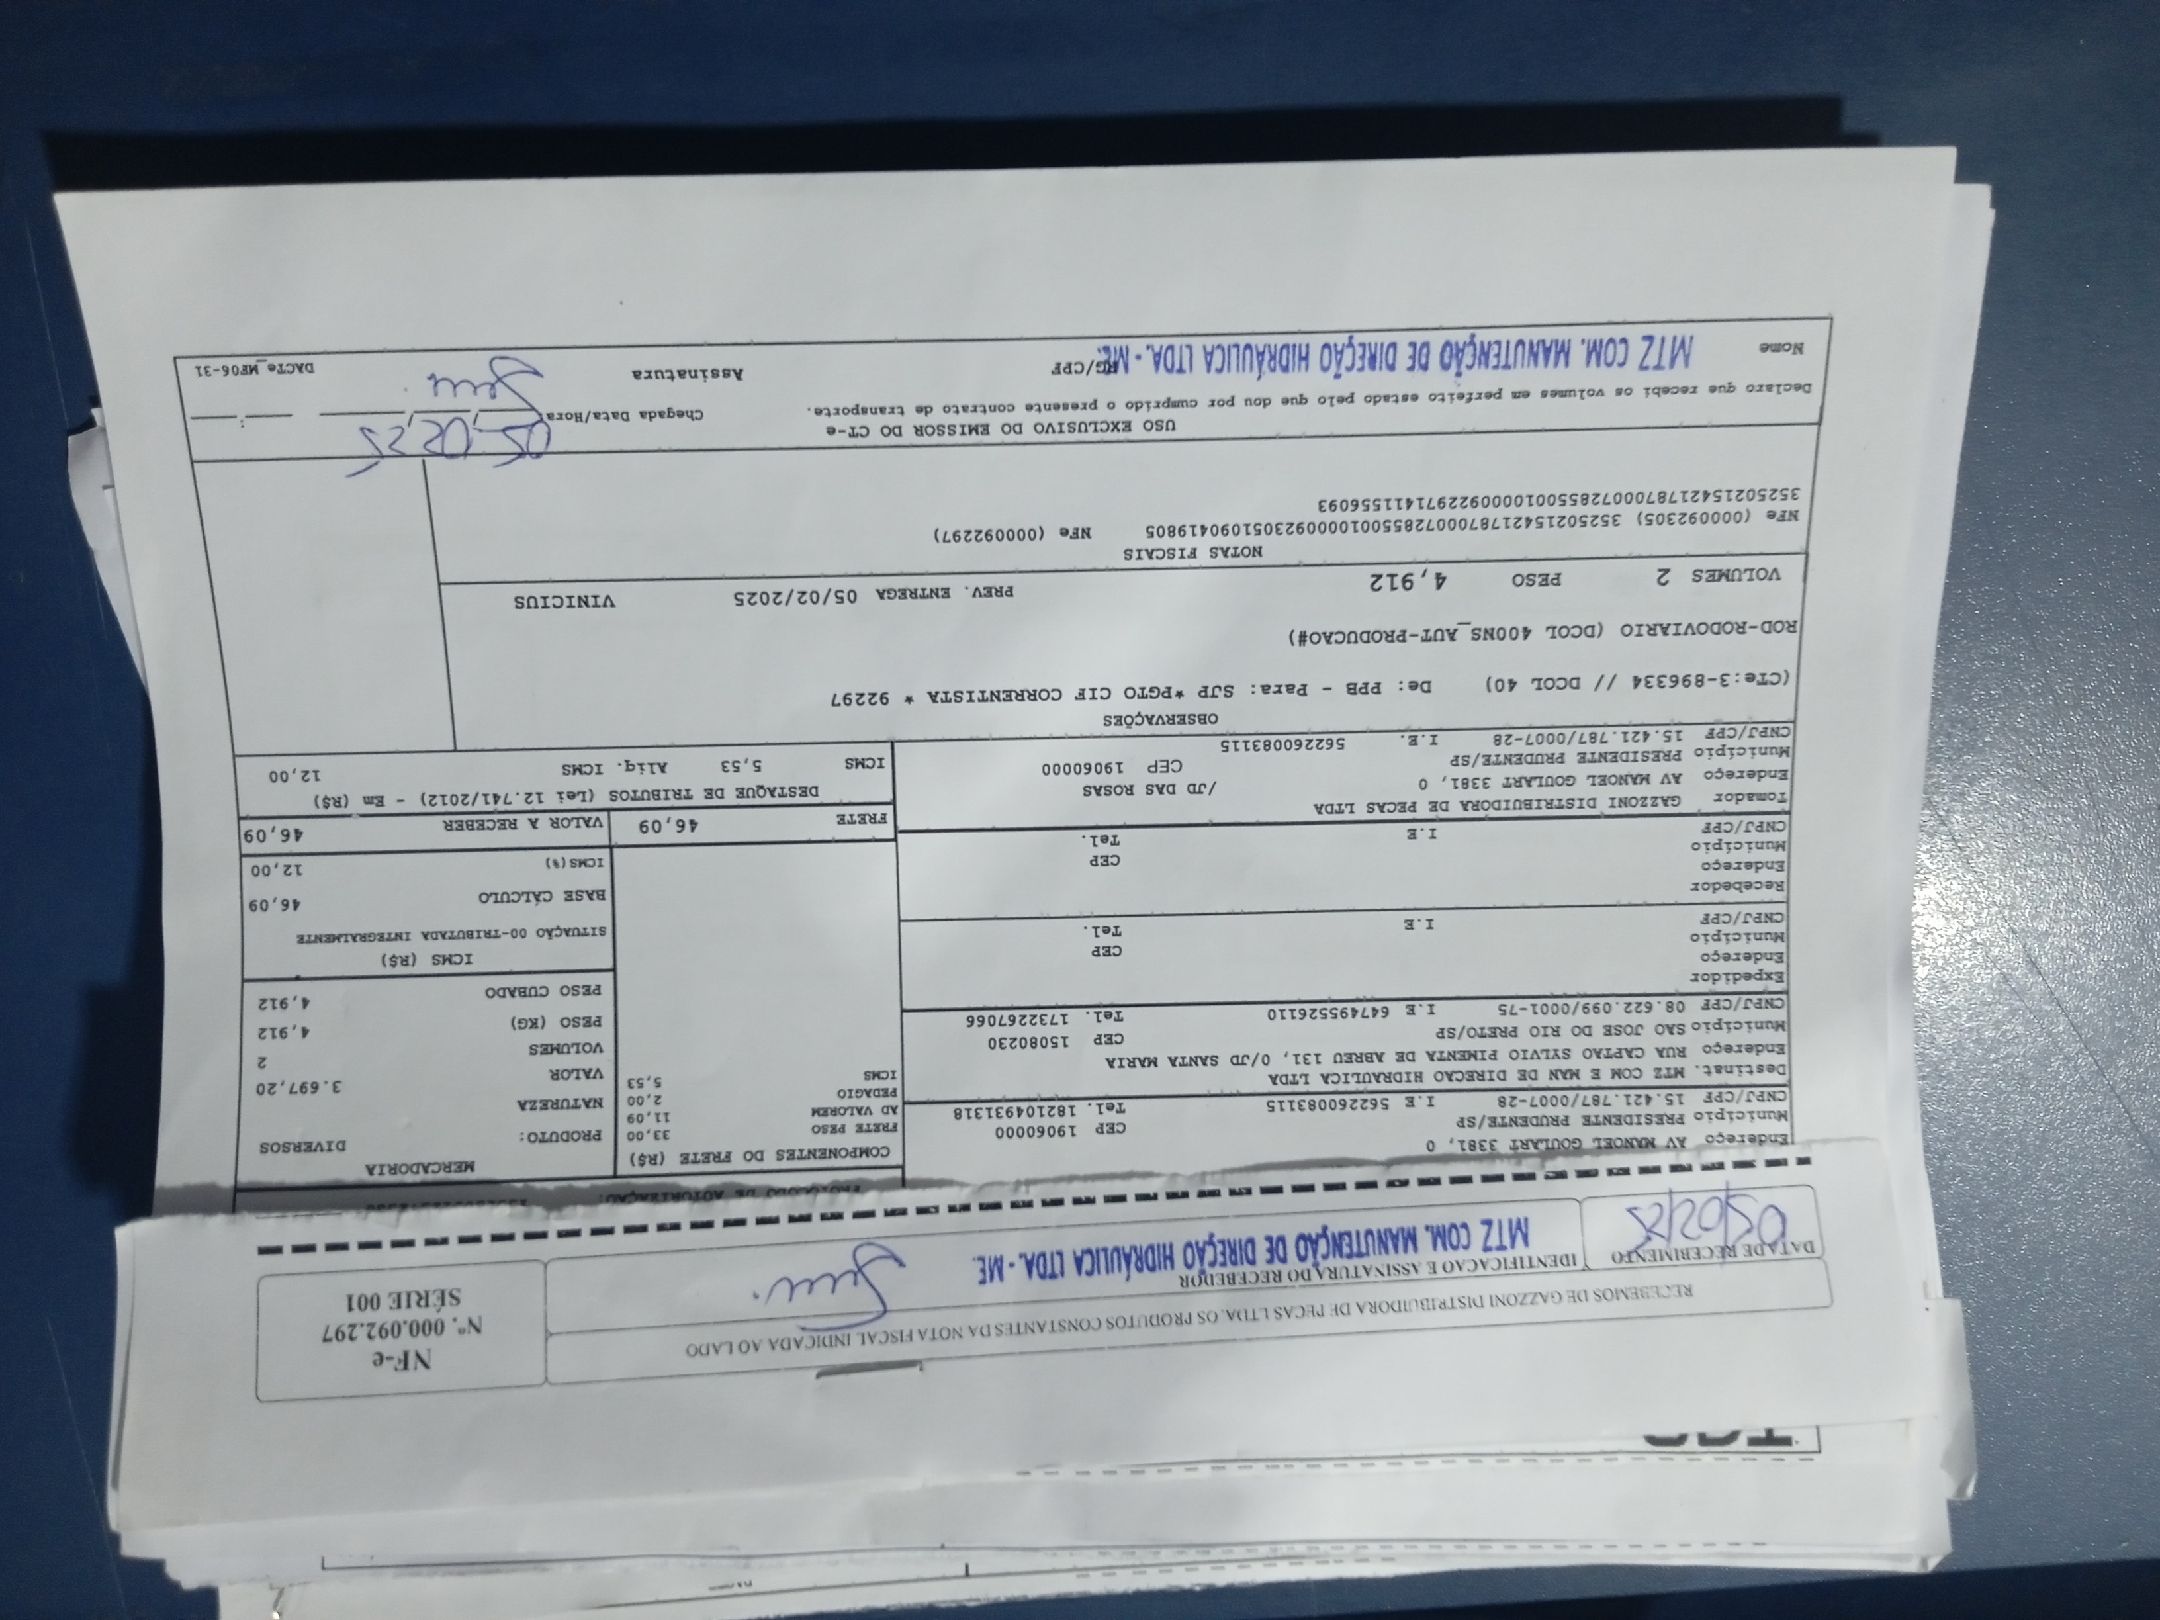 NF-e
Nº. 000.092.297
SÉRIE 001
RECEBEMOS DE GAZZONI DISTRIBUIDORA DE PECAS LTDA. OS PRODUTOS CONSTANTES DA NOTA FISCAL INDICADA AO LADO
DATA DE RECEBIMENTO
05/02/25
IDENTIFICACAO E ASSINATURA DO RECEBEDOR
MTZ COM. MANUTENÇÃO DE DIREÇÃO HIDRÁULICA LTDA. - ME.
PROTOCOLO DE AUTORIZAÇÃO:
Endereço AV MANOEL GOULART 3381, 0
Município PRESIDENTE PRUDENTE/SP CEP 19060000
CNPJ/CPF 15.421.787/0007-28 I.E 562260083115 Tel. 182104931318
Destinat. MTZ COM E MAN DE DIRECAO HIDRAULICA LTDA
Endereço RUA CAPTAO SYLVIO PIMENTA DE ABREU 131, 0/JD SANTA MARIA
Município SAO JOSE DO RIO PRETO/SP CEP 15080230
CNPJ/CPF 08.622.099/0001-75 I.E 647495526110 Tel. 1732267066
Expedidor
Endereço
Município CEP
CNPJ/CPF I.E Tel.
Recebedor
Endereço
Município CEP
CNPJ/CPF I.E Tel.
Tomador GAZZONI DISTRIBUIDORA DE PECAS LTDA
Endereço AV MANOEL GOULART 3381, 0 /JD DAS ROSAS
Município PRESIDENTE PRUDENTE/SP CEP 19060000
CNPJ/CPF 15.421.787/0007-28 I.E. 562260083115
COMPONENTES DO FRETE (R$)
FRETE PESO 33,00
AD VALOREM 11,09
PEDAGIO 2,00
ICMS 5,53
MERCADORIA
PRODUTO: DIVERSOS
NATUREZA
VALOR 3.697,20
VOLUMES 2
PESO (KG) 4,912
PESO CUBADO 4,912
ICMS (R$)
SITUAÇÃO 00-TRIBUTADA INTEGRALMENTE
BASE CÁLCULO 46,09
ICMS(%) 12,00
FRETE 46,09 VALOR A RECEBER 46,09
DESTAQUE DE TRIBUTOS (Lei 12.741/2012) - Em (R$)
ICMS 5,53 Aliq. ICMS 12,00
OBSERVAÇÕES
(CTe:3-896334 // DCOL 40) De: PPB - Para: SJP *PGTO CIF CORRENTISTA * 92297
ROD-RODOVIARIO (DCOL 400NS_AUT-PRODUCAO#)
VOLUMES 2 PESO 4,912 PREV. ENTREGA 05/02/2025 VINICIUS
NOTAS FISCAIS
NFe (000092305) 35250215421787000728550010000923051090419805 NFe (000092297)
352502154217870007285500100009229714111556093
USO EXCLUSIVO DO EMISSOR DO CT-e
Declaro que recebi os volumes em perfeito estado pelo que dou por cumprido o presente contrato de transporte.
Chegada Data/Hora 05 02 25
Nome MTZ COM. MANUTENÇÃO DE DIREÇÃO HIDRÁULICA LTDA. - ME. RG/CPF Assinatura DACTe_MF06-31